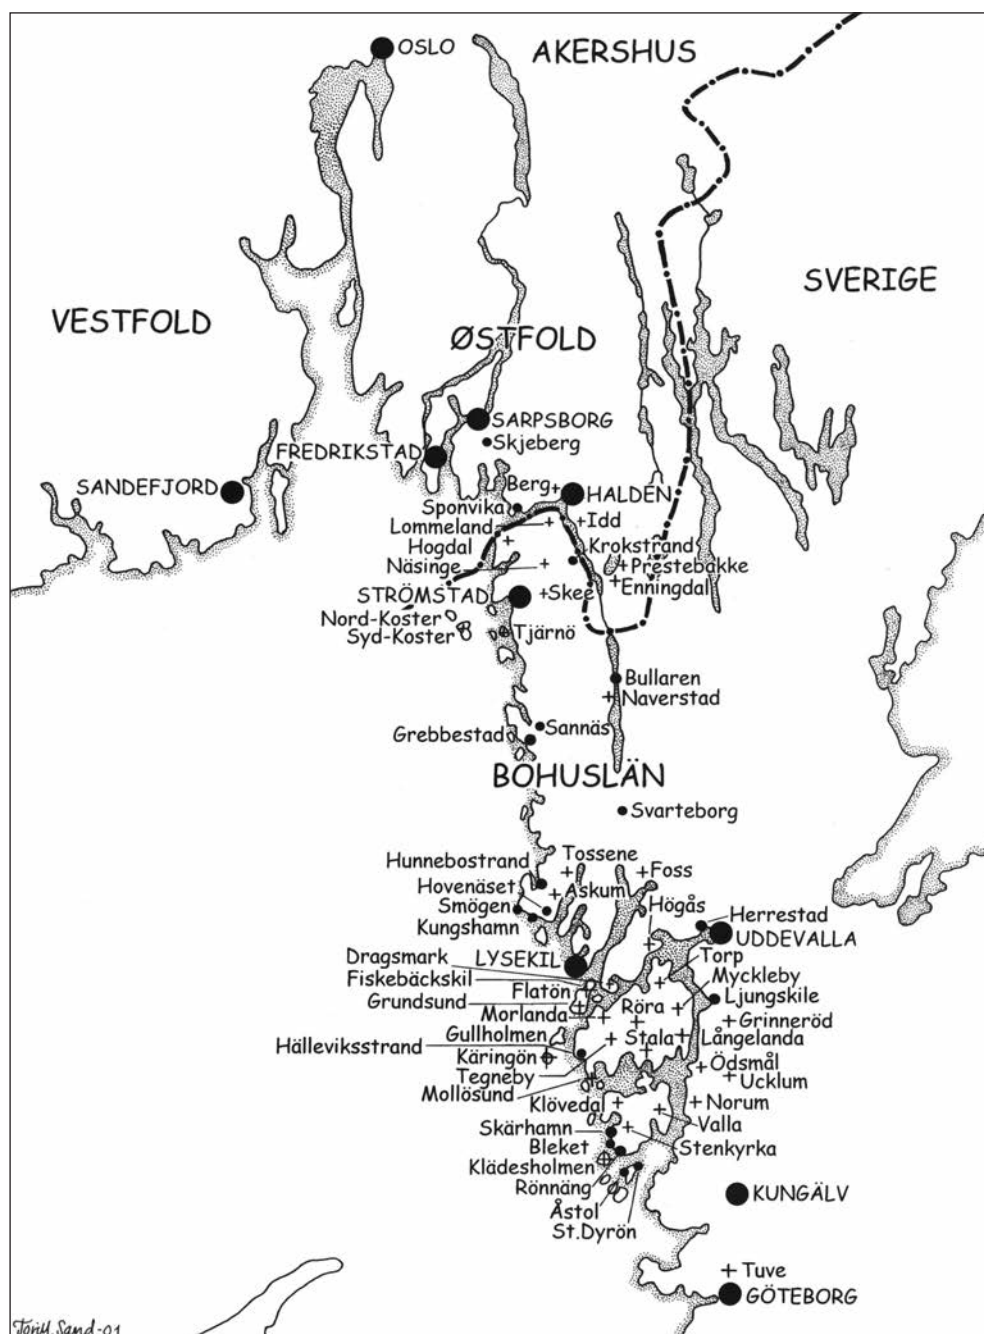 OSLO
AKERSHUS
SVERIGE
VESTFOLD
ØSTFOLD
SARPSBORG
Skjeberg
FREDRIKSTAD
SANDEFJORD
Berg
HALDEN
Sponvika
Lommeland
Idd
Hogdal
Krokstrand
Näsinge
Prestebakke
Enningdal
STRÖMSTAD
Skee
Nord-Koster
Syd-Koster
Tjärnö
Bullaren
Naverstad
Sannäs
Grebbestad
BOHUSLÄN
Svarteborg
Tossene
Hunnebostrand
Foss
Hovenäset
Askum
Smögen
Högås
Kungshamn
Herrestad
UDDEVALLA
Dragsmark
LYSEKIL
Torp
Fiskebäckskil
Myckleby
Grundsund
Flatön
Ljungskile
Morlanda
Röra
Grinneröd
Gullholmen
Stala
Långelanda
Hälleviksstrand
Käringön
Ödsmål
Tegneby
Ucklum
Mollösund
Klövedal
Norum
Valla
Skärhamn
Bleket
Stenkyrka
Klädesholmen
Rönnäng
KUNGÄLV
Åstol
St.Dyrön
Tuve
GÖTEBORG
Torill Sand-01